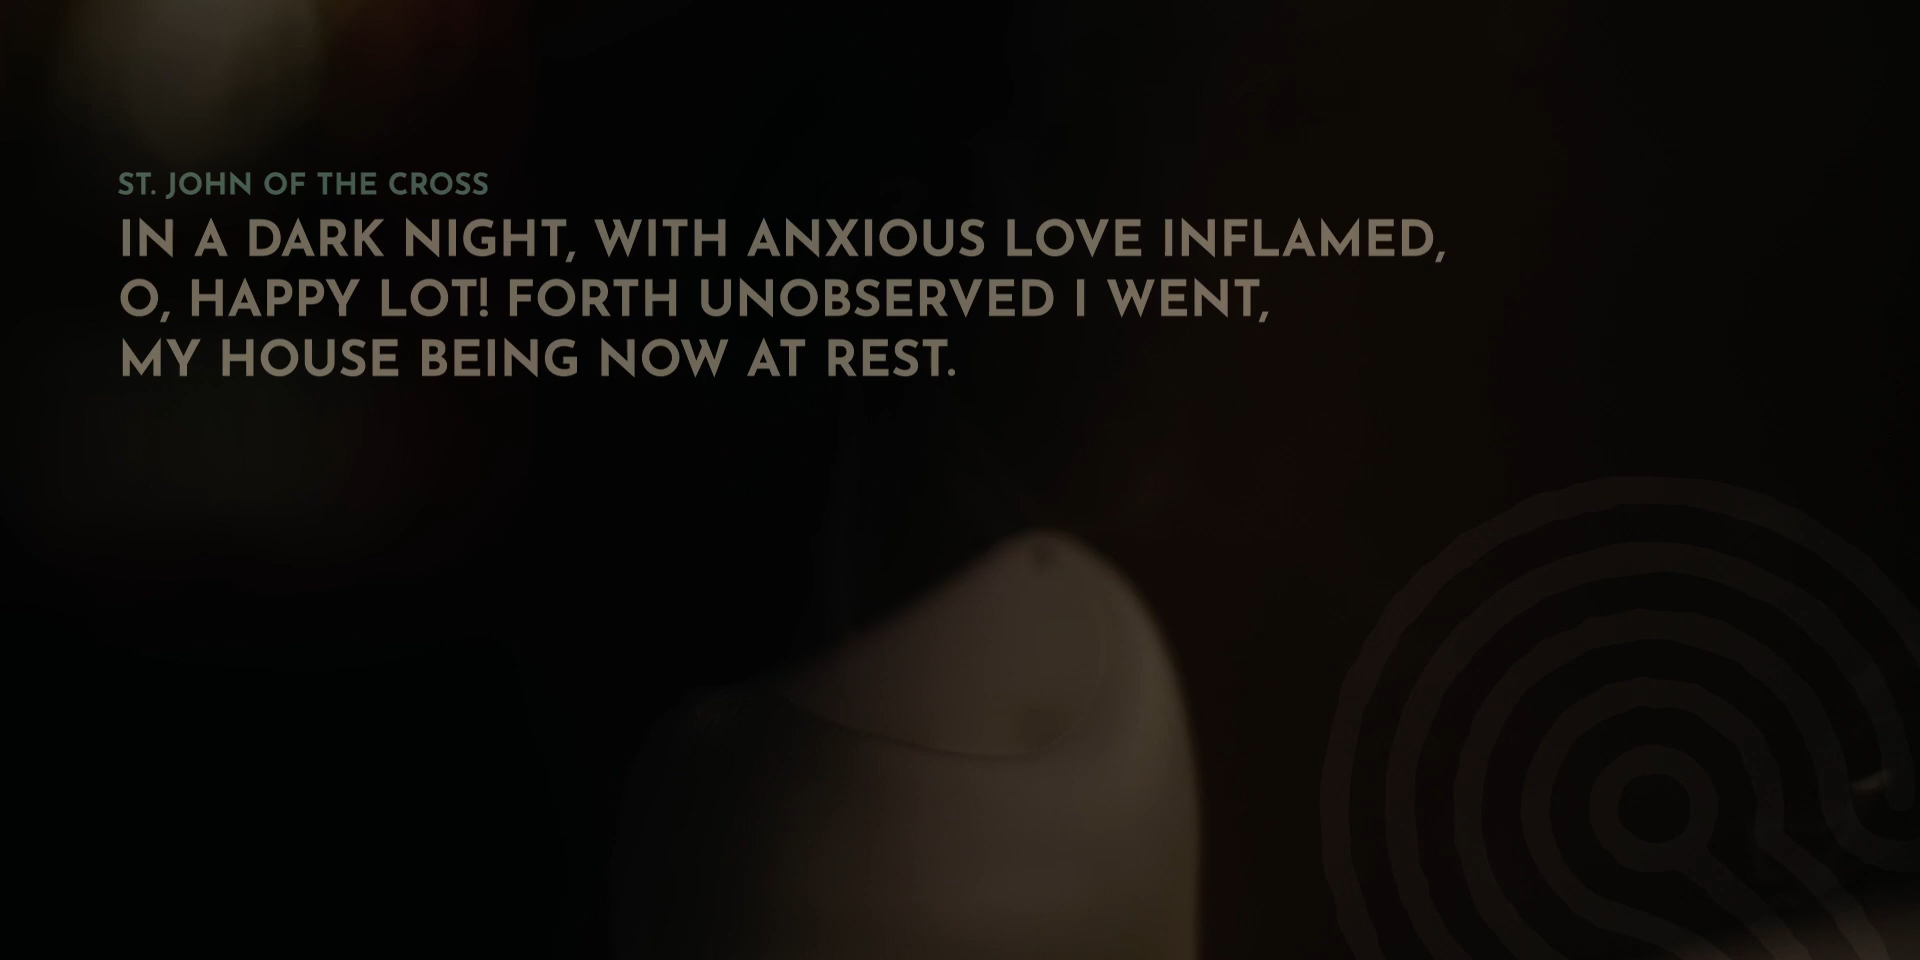 ST. JOHN OF THE CROSS
IN A DARK NIGHT, WITH ANXIOUS LOVE INFLAMED,
O, HAPPY LOT! FORTH UNOBSERVED I WENT,
MY HOUSE BEING NOW AT REST.